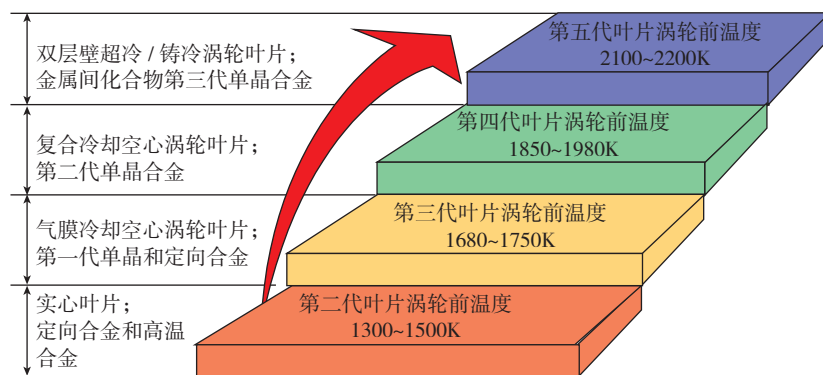 双层壁超冷 / 铸冷涡轮叶片；
金属间化合物第三代单晶合金
第五代叶片涡轮前温度
2100~2200K
复合冷却空心涡轮叶片；
第二代单晶合金
第四代叶片涡轮前温度
1850~1980K
气膜冷却空心涡轮叶片；
第一代单晶和定向合金
第三代叶片涡轮前温度
1680~1750K
实心叶片；
定向合金和高温
合金
第二代叶片涡轮前温度
1300~1500K